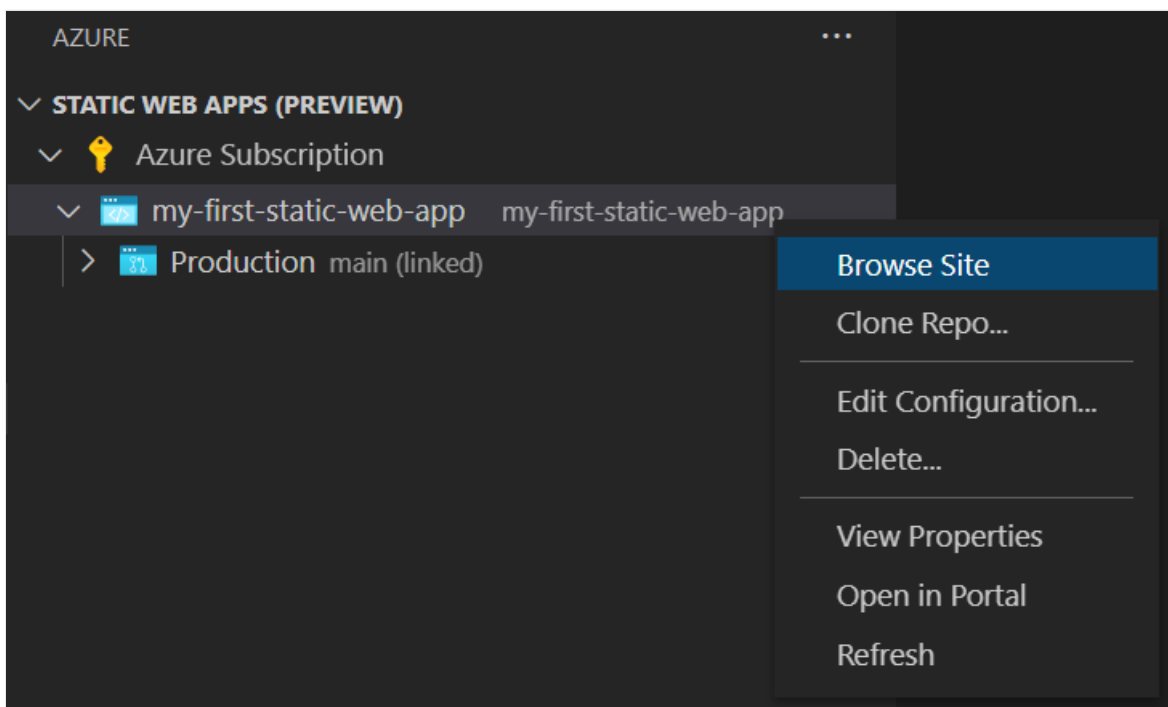 AZURE
STATIC WEB APPS (PREVIEW)
Azure Subscription
my-first-static-web-app my-first-static-web-app
Production main (linked)
Browse Site
Clone Repo...
Edit Configuration...
Delete...
View Properties
Open in Portal
Refresh